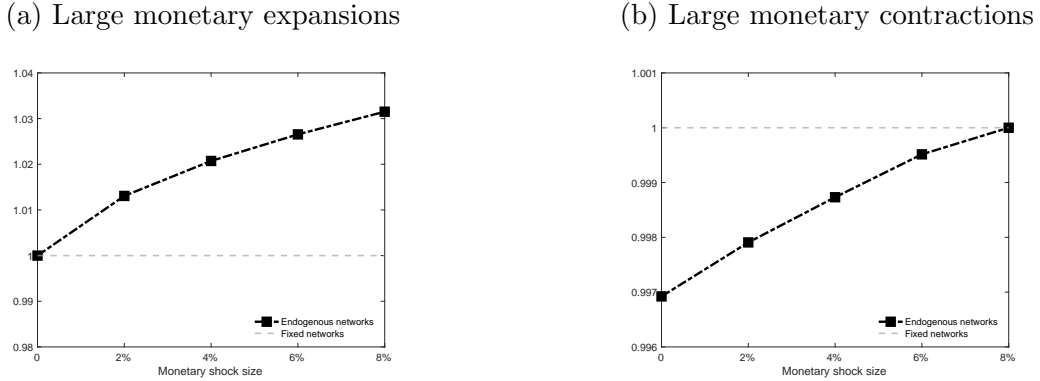 (a) Large monetary expansions
1.04
1.03
1.02
1.01
1
0.99
0.98
0
2%
4%
6%
8%
Monetary shock size
Endogenous networks
Fixed networks
(b) Large monetary contractions
1.001
1
0.999
0.998
0.997
0.996
0
2%
4%
6%
8%
Monetary shock size
Endogenous networks
Fixed networks